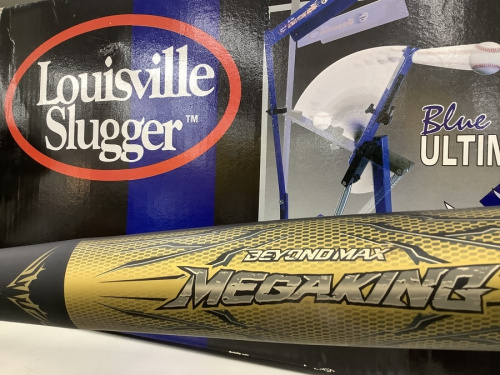 Louisville
Slugger™
Blue
ULTIM
BEYONDMAX
MEGAKING